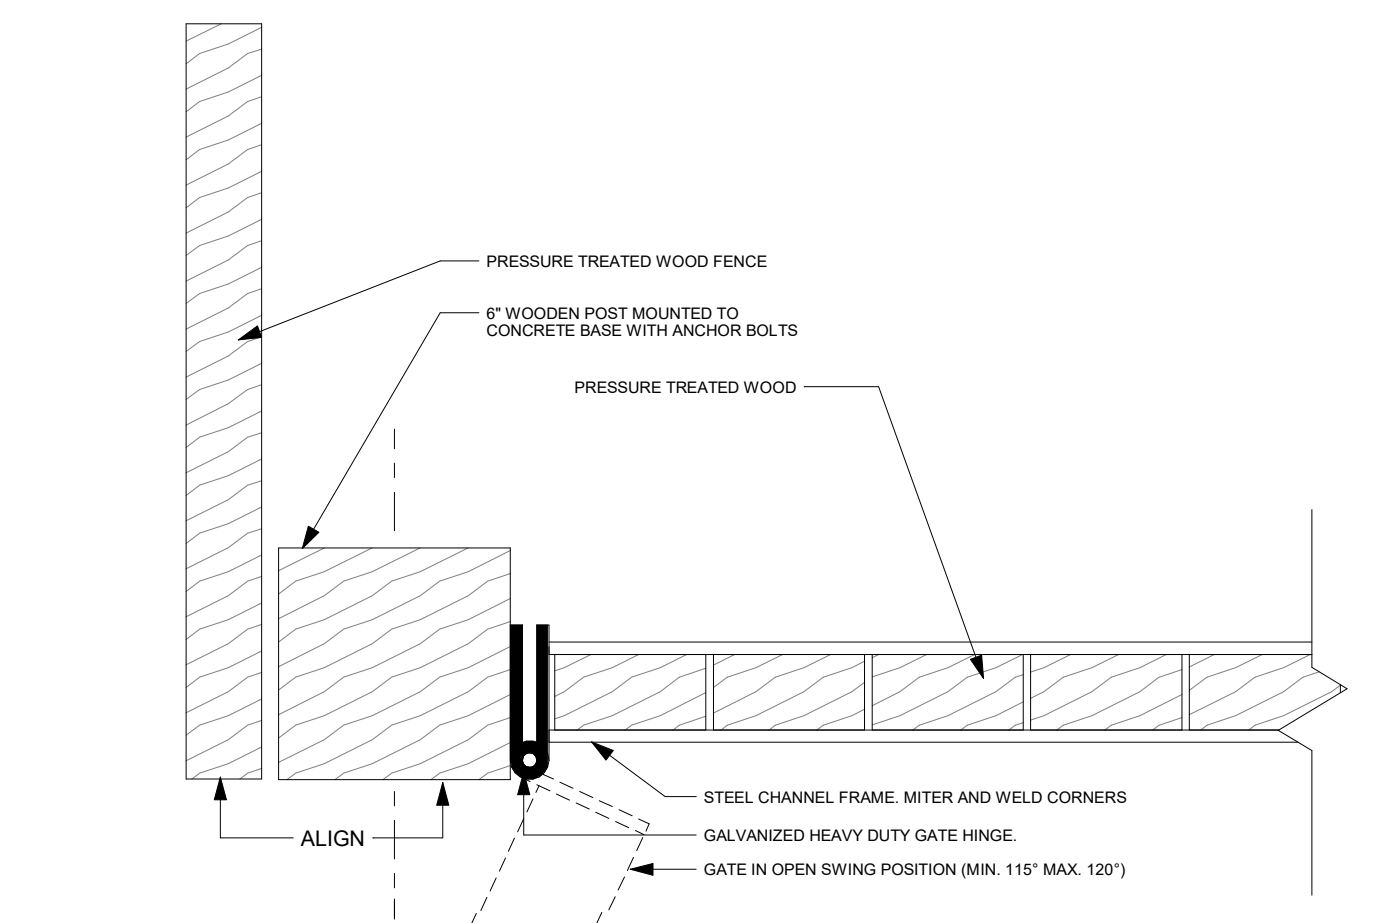 PRESSURE TREATED WOOD FENCE
6" WOODEN POST MOUNTED TO
CONCRETE BASE WITH ANCHOR BOLTS
PRESSURE TREATED WOOD
STEEL CHANNEL FRAME. MITER AND WELD CORNERS
ALIGN
GALVANIZED HEAVY DUTY GATE HINGE.
GATE IN OPEN SWING POSITION (MIN. 115° MAX. 120°)